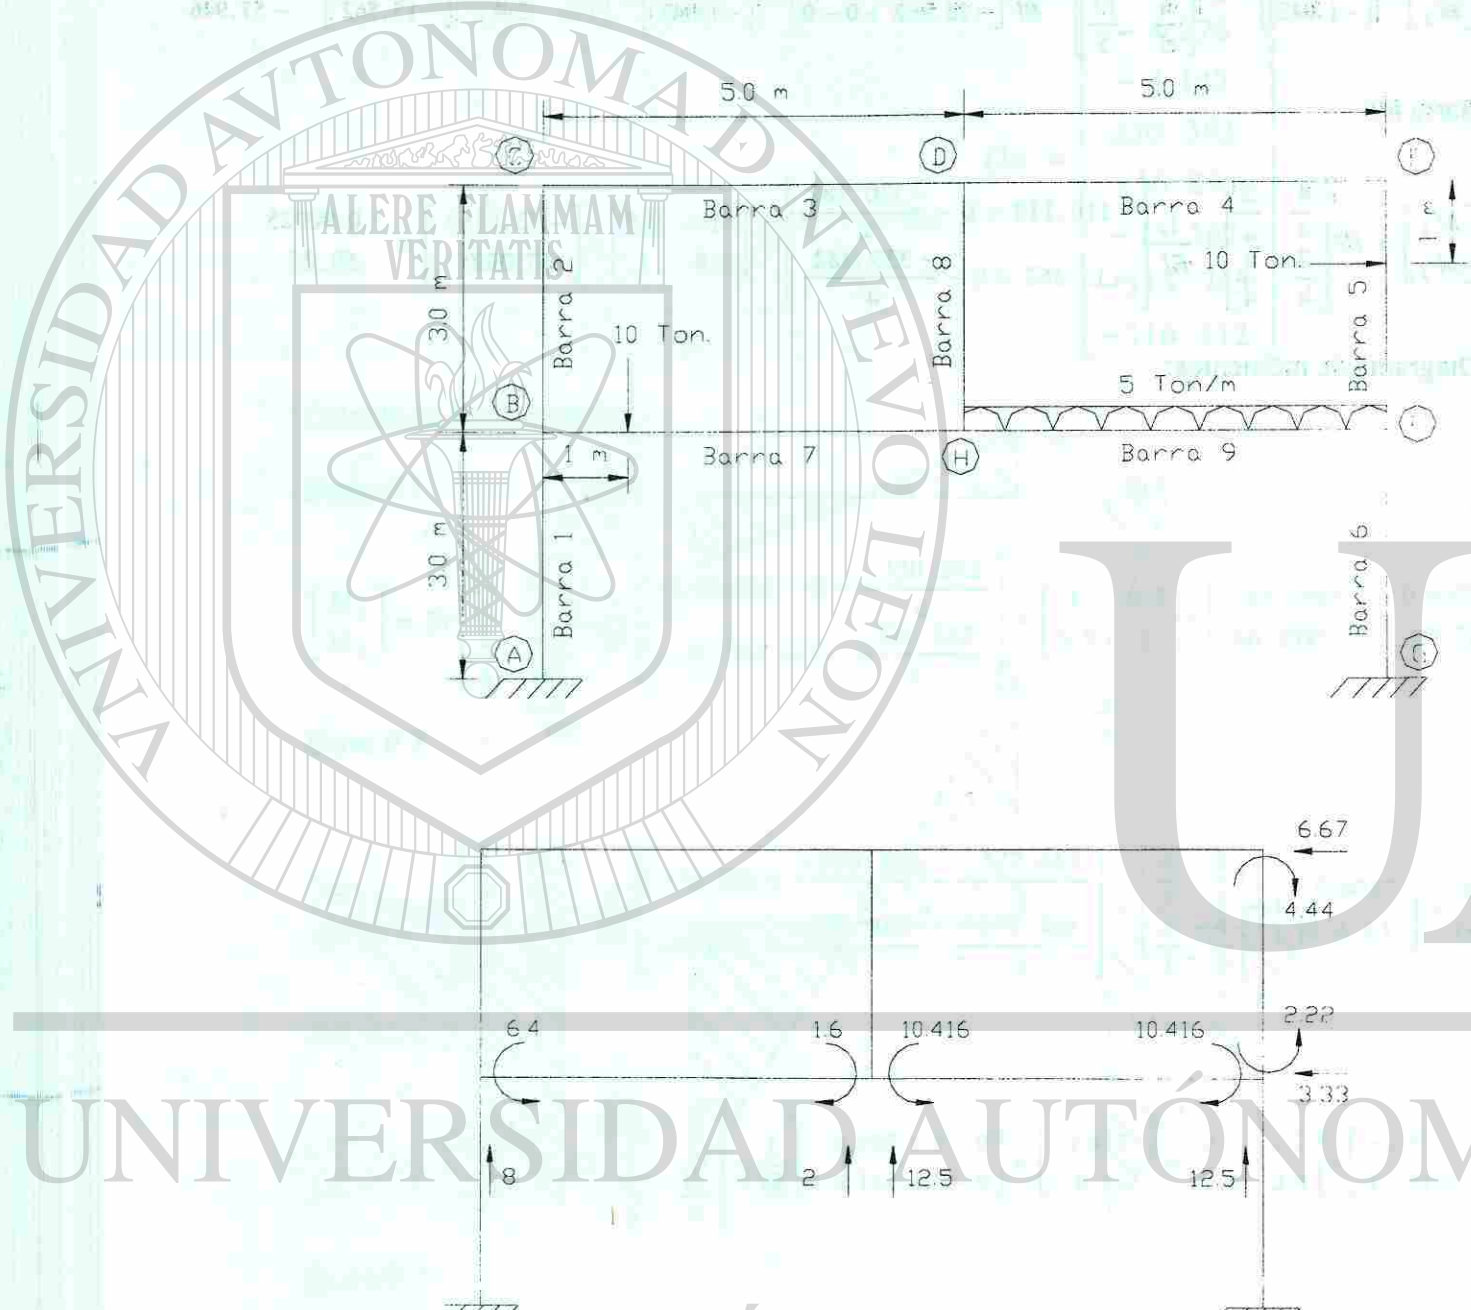 5.0 m
5.0 m
D
Barra 3
Barra 4
ALERE FLAMMAM
VERITATIS
3.0 m
Barra 2
Barra 8
10 Ton.
1 m
Barra 5
10 Ton.
B
5 Ton/m
1 m
Barra 7
H
Barra 9
3.0 m
Barra 1
Barra 6
A
G
UNIVERSIDAD AUTONOMA DE NUEVO LEON
6.67
4.44
6.4
1.6
10.416
10.416
2.22
3.33
8
2
12.5
12.5
UNIVERSIDAD AUTÓNOM